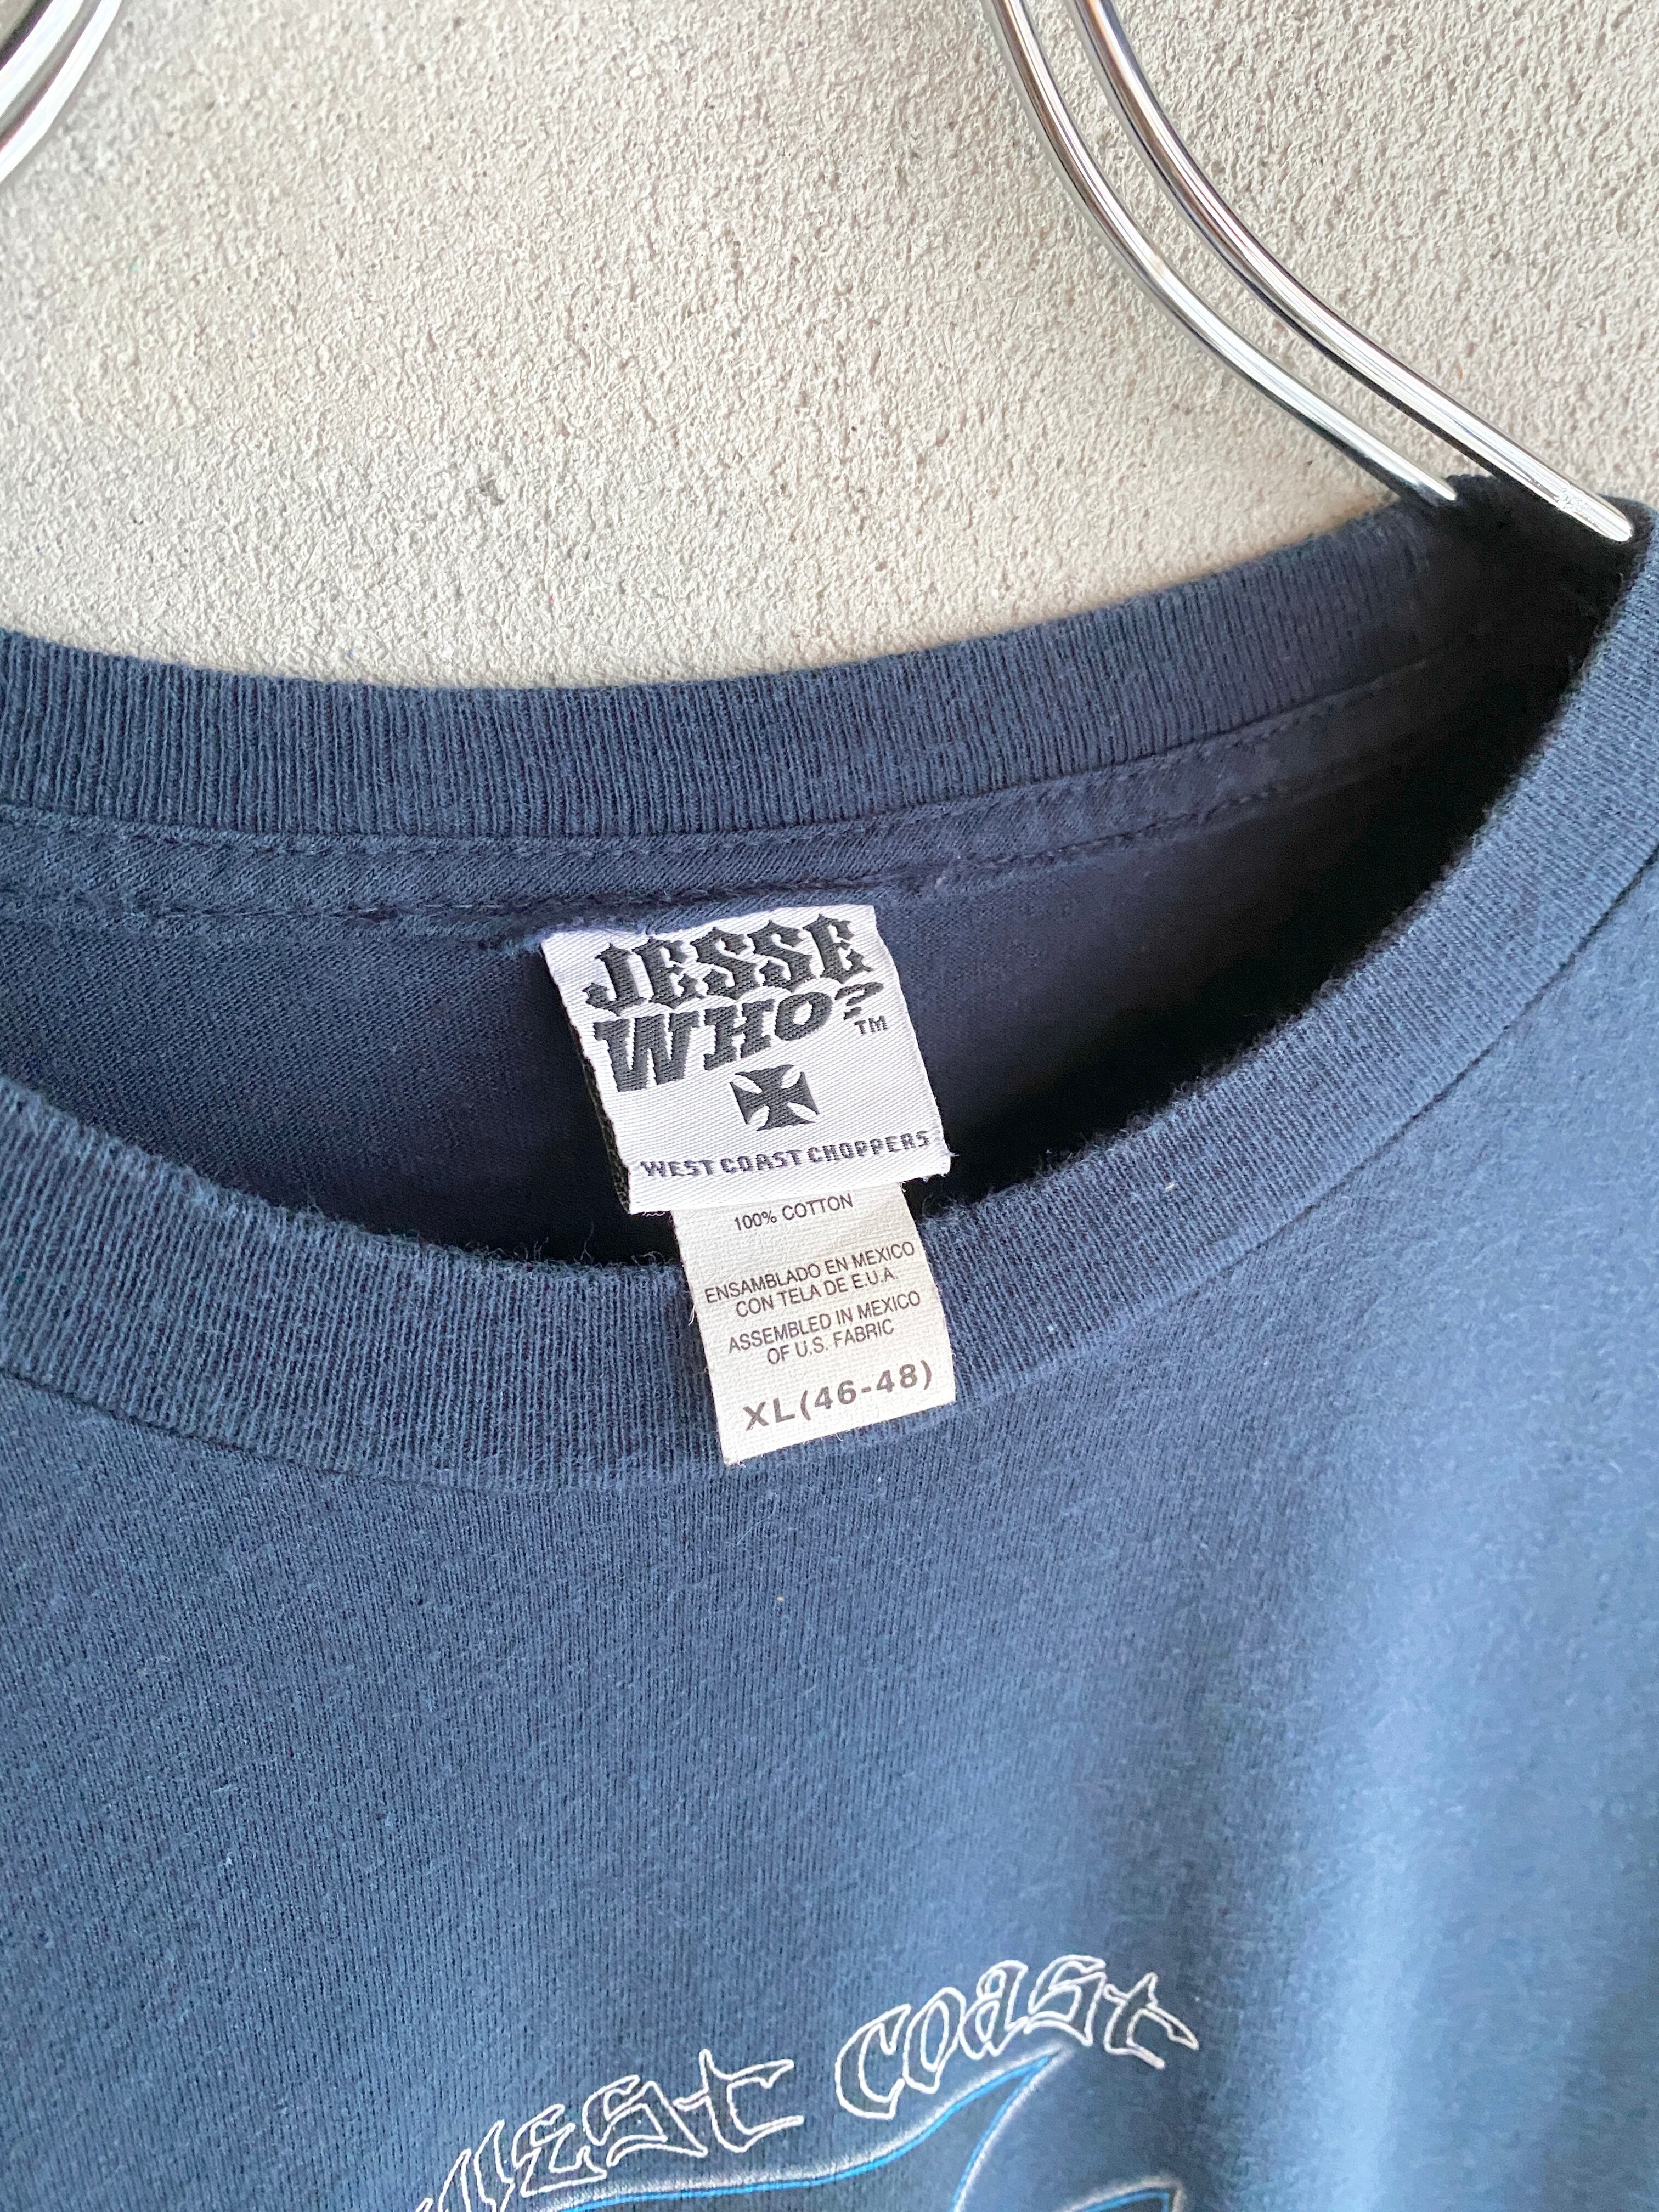 JESSE
WHO?™
WEST COAST CHOPPERS
100% COTTON
ENSAMBLADO EN MEXICO
CON TELA DE E.U.A.
ASSEMBLED IN MEXICO
OF U.S. FABRIC
XL(46-48)
West Coast